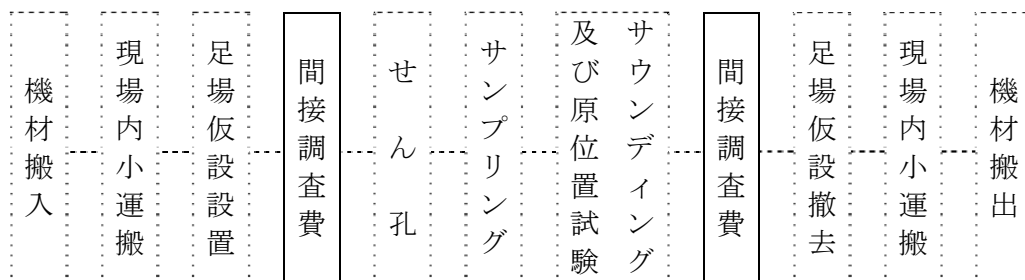 機材搬入
現場内小運搬
足場仮設設置
間接調査費
せん孔
サンプリング
サウンディング
及び原位置試験
間接調査費
足場仮設撤去
現場内小運搬
機材搬出